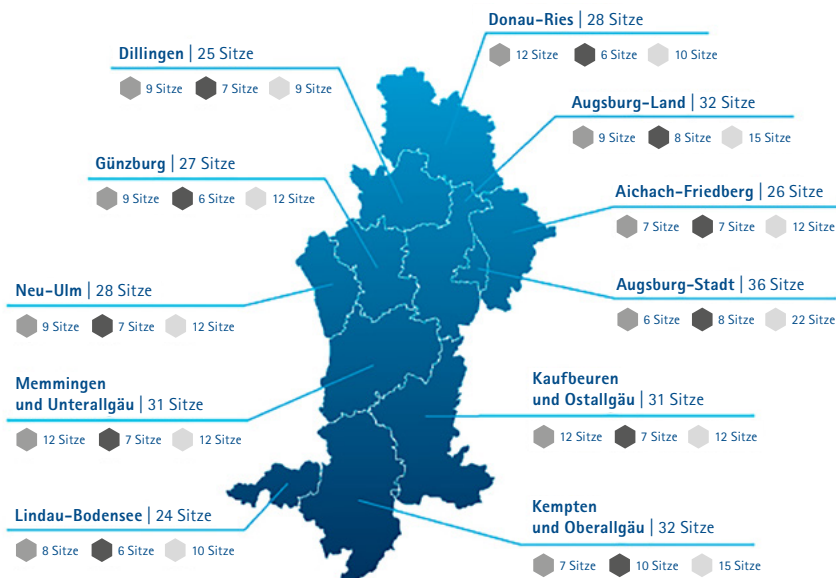 Donau-Ries | 28 Sitze
12 Sitze 6 Sitze 10 Sitze
Dillingen | 25 Sitze
9 Sitze 7 Sitze 9 Sitze
Augsburg-Land | 32 Sitze
9 Sitze 8 Sitze 15 Sitze
Günzburg | 27 Sitze
9 Sitze 6 Sitze 12 Sitze
Aichach-Friedberg | 26 Sitze
7 Sitze 7 Sitze 12 Sitze
Neu-Ulm | 28 Sitze
9 Sitze 7 Sitze 12 Sitze
Augsburg-Stadt | 36 Sitze
6 Sitze 8 Sitze 22 Sitze
Memmingen
und Unterallgäu | 31 Sitze
12 Sitze 7 Sitze 12 Sitze
Kaufbeuren
und Ostallgäu | 31 Sitze
12 Sitze 7 Sitze 12 Sitze
Lindau-Bodensee | 24 Sitze
8 Sitze 6 Sitze 10 Sitze
Kempten
und Oberallgäu | 32 Sitze
7 Sitze 10 Sitze 15 Sitze